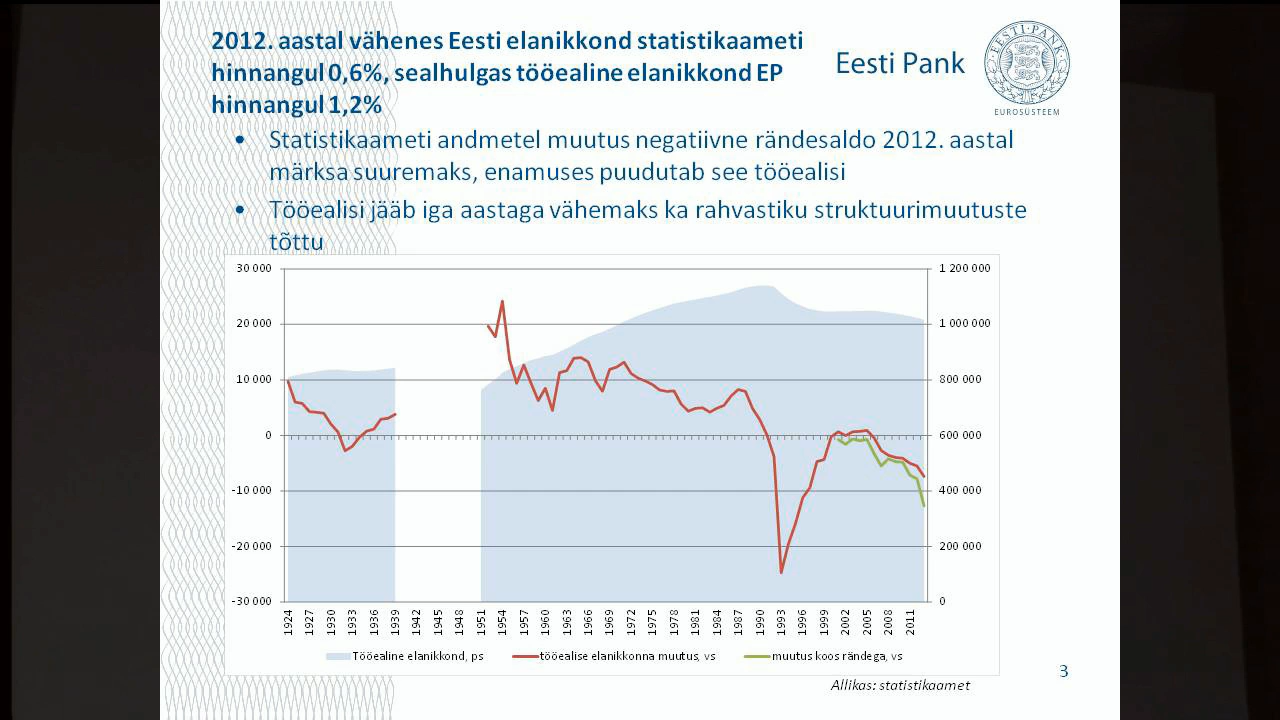 2012. aastal vähenes Eesti elanikkond statistikaameti
hinnangul 0,6%, sealhulgas tööealine elanikkond EP
hinnangul 1,2%
Eesti Pank
EESTI·PANK
EUROSÜSTEEM
• Statistikaameti andmetel muutus negatiivne rändesaldo 2012. aastal
märksa suuremaks, enamuses puudutab see tööealisi
• Tööealisi jääb iga aastaga vähemaks ka rahvastiku struktuurimuutuste
tõttu
30 000
20 000
10 000
0
-10 000
-20 000
-30 000
1 200 000
1 000 000
800 000
600 000
400 000
200 000
0
1924
1927
1930
1933
1936
1939
1942
1945
1948
1951
1954
1957
1960
1963
1966
1969
1972
1975
1978
1981
1984
1987
1990
1993
1996
1999
2002
2005
2008
2011
Tööealine elanikkond, ps
tööealise elanikkonna muutus, vs
muutus koos rändega, vs
3
Allikas: statistikaamet